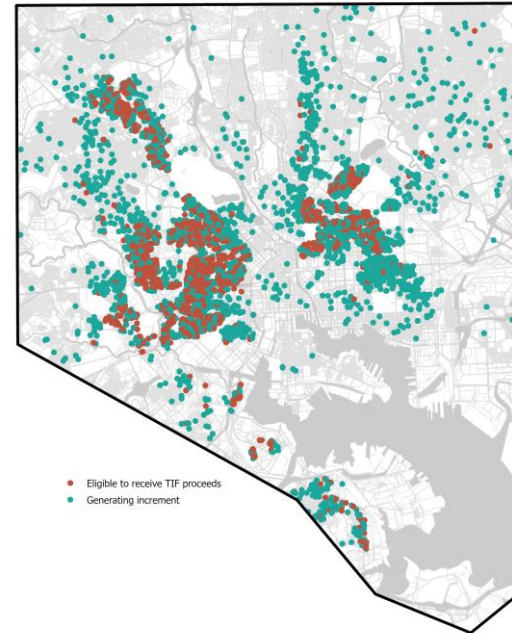 Eligible to receive TIF proceeds
Generating increment